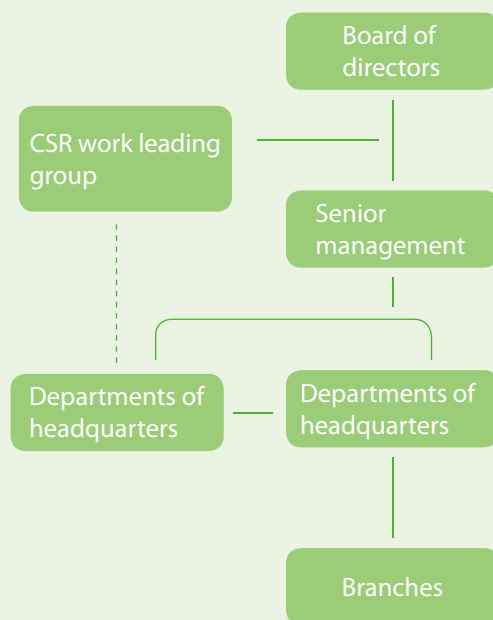 Board of
directors
CSR work leading
group
Senior
management
Departments of
headquarters
Departments of
headquarters
Branches